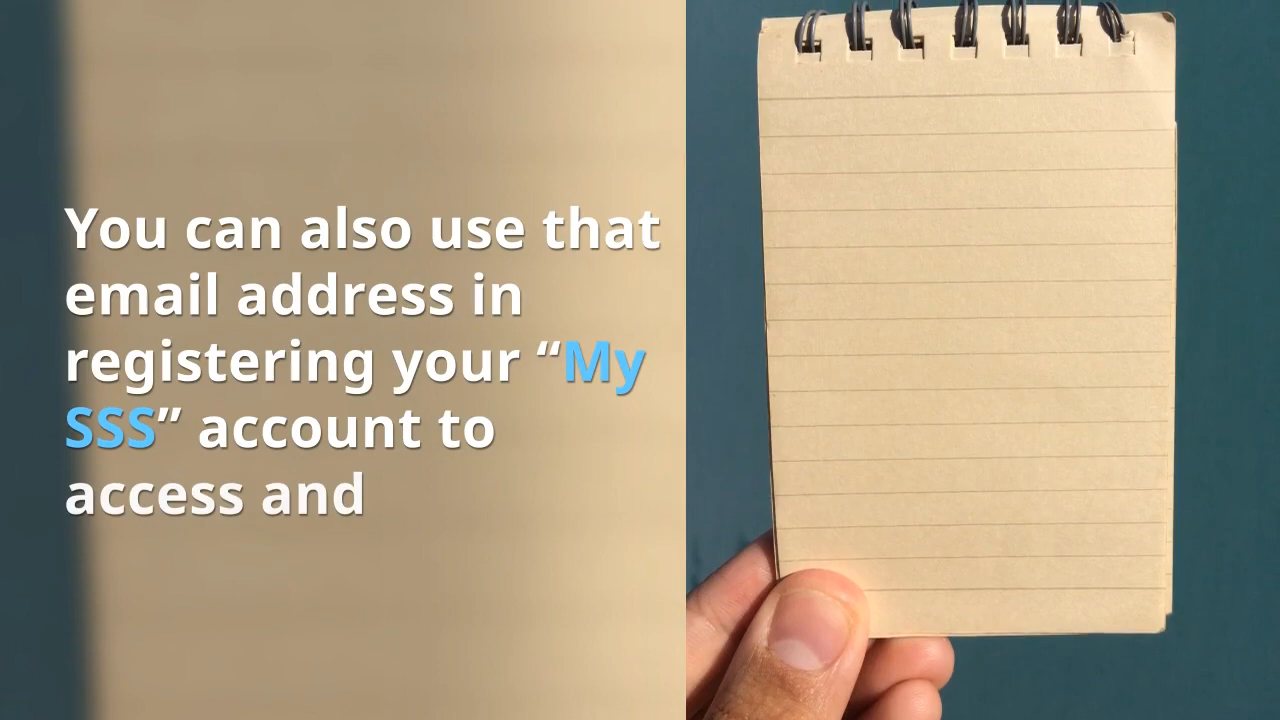 You can also use that
email address in
registering your “My
SSS” account to
access and